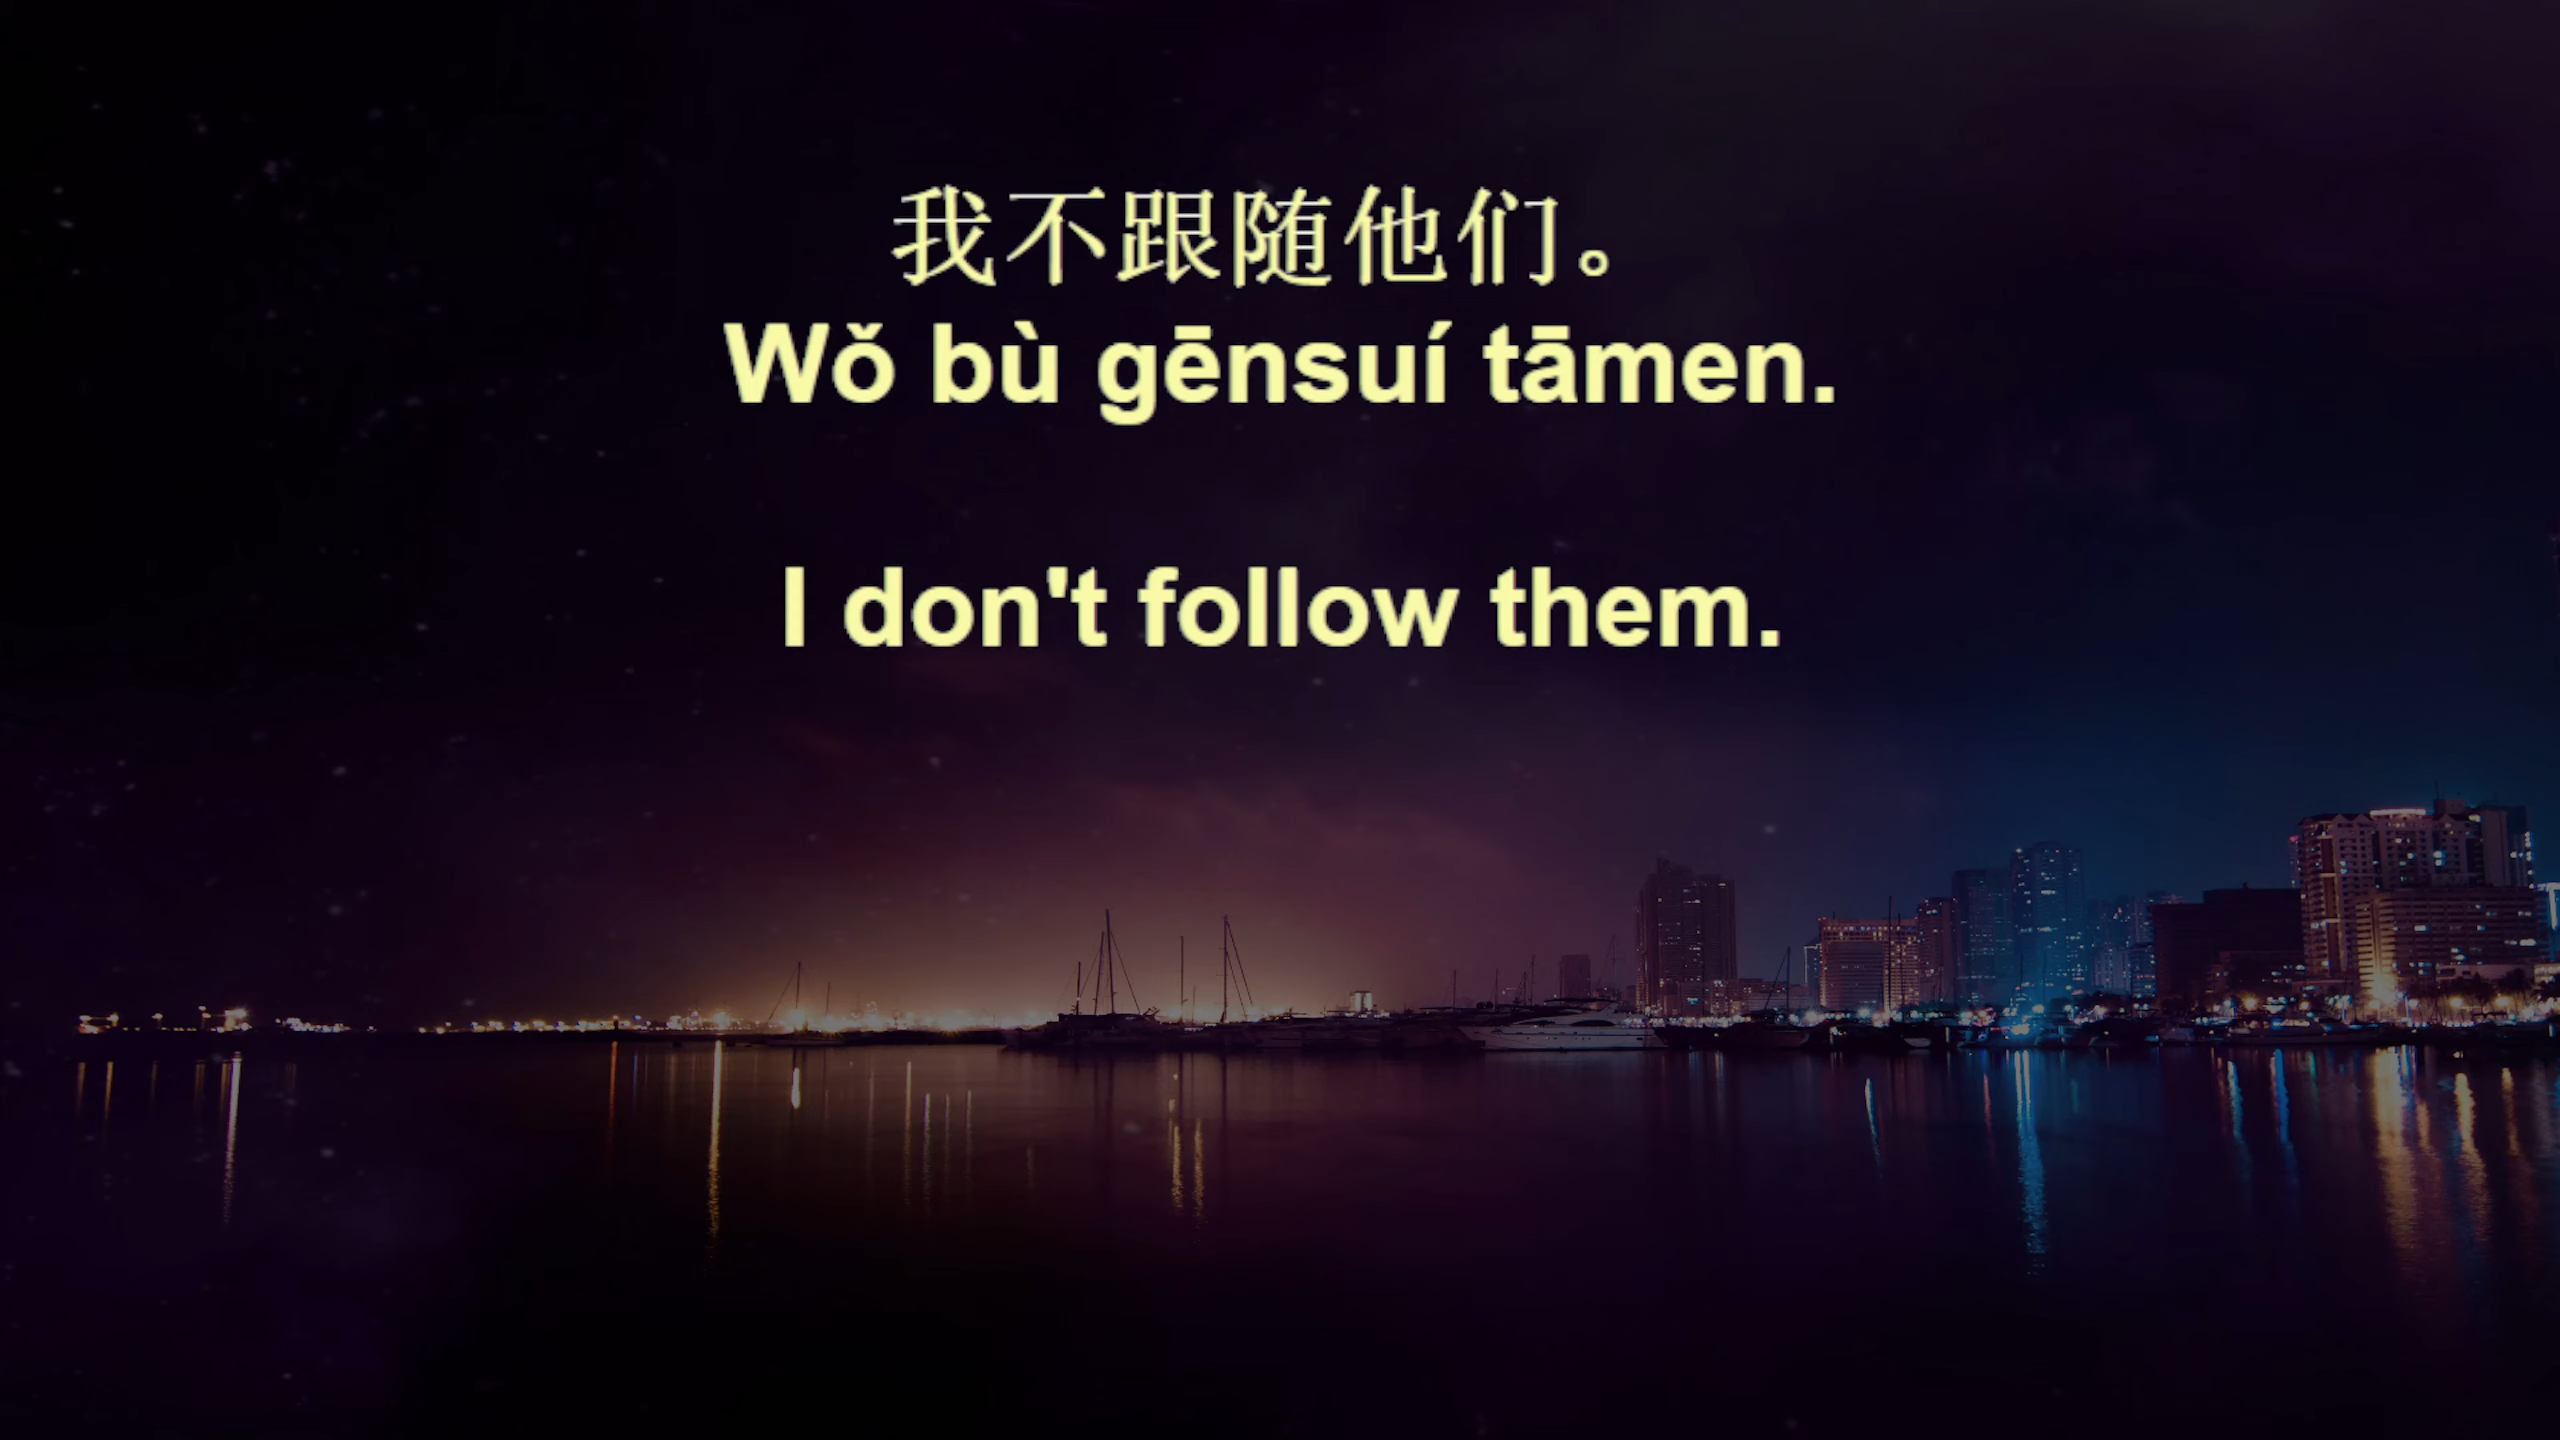 我不跟随他们。
Wǒ bù gēnsuí tāmen.
I don't follow them.